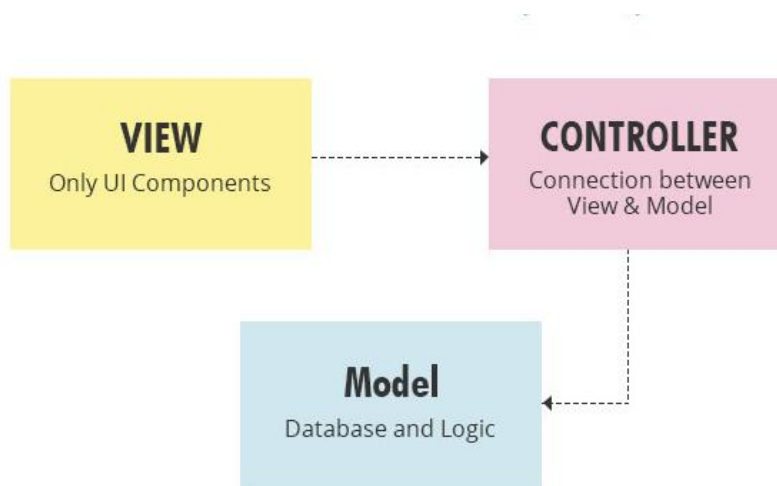 VIEW
Only UI Components
CONTROLLER
Connection between
View & Model
Model
Database and Logic